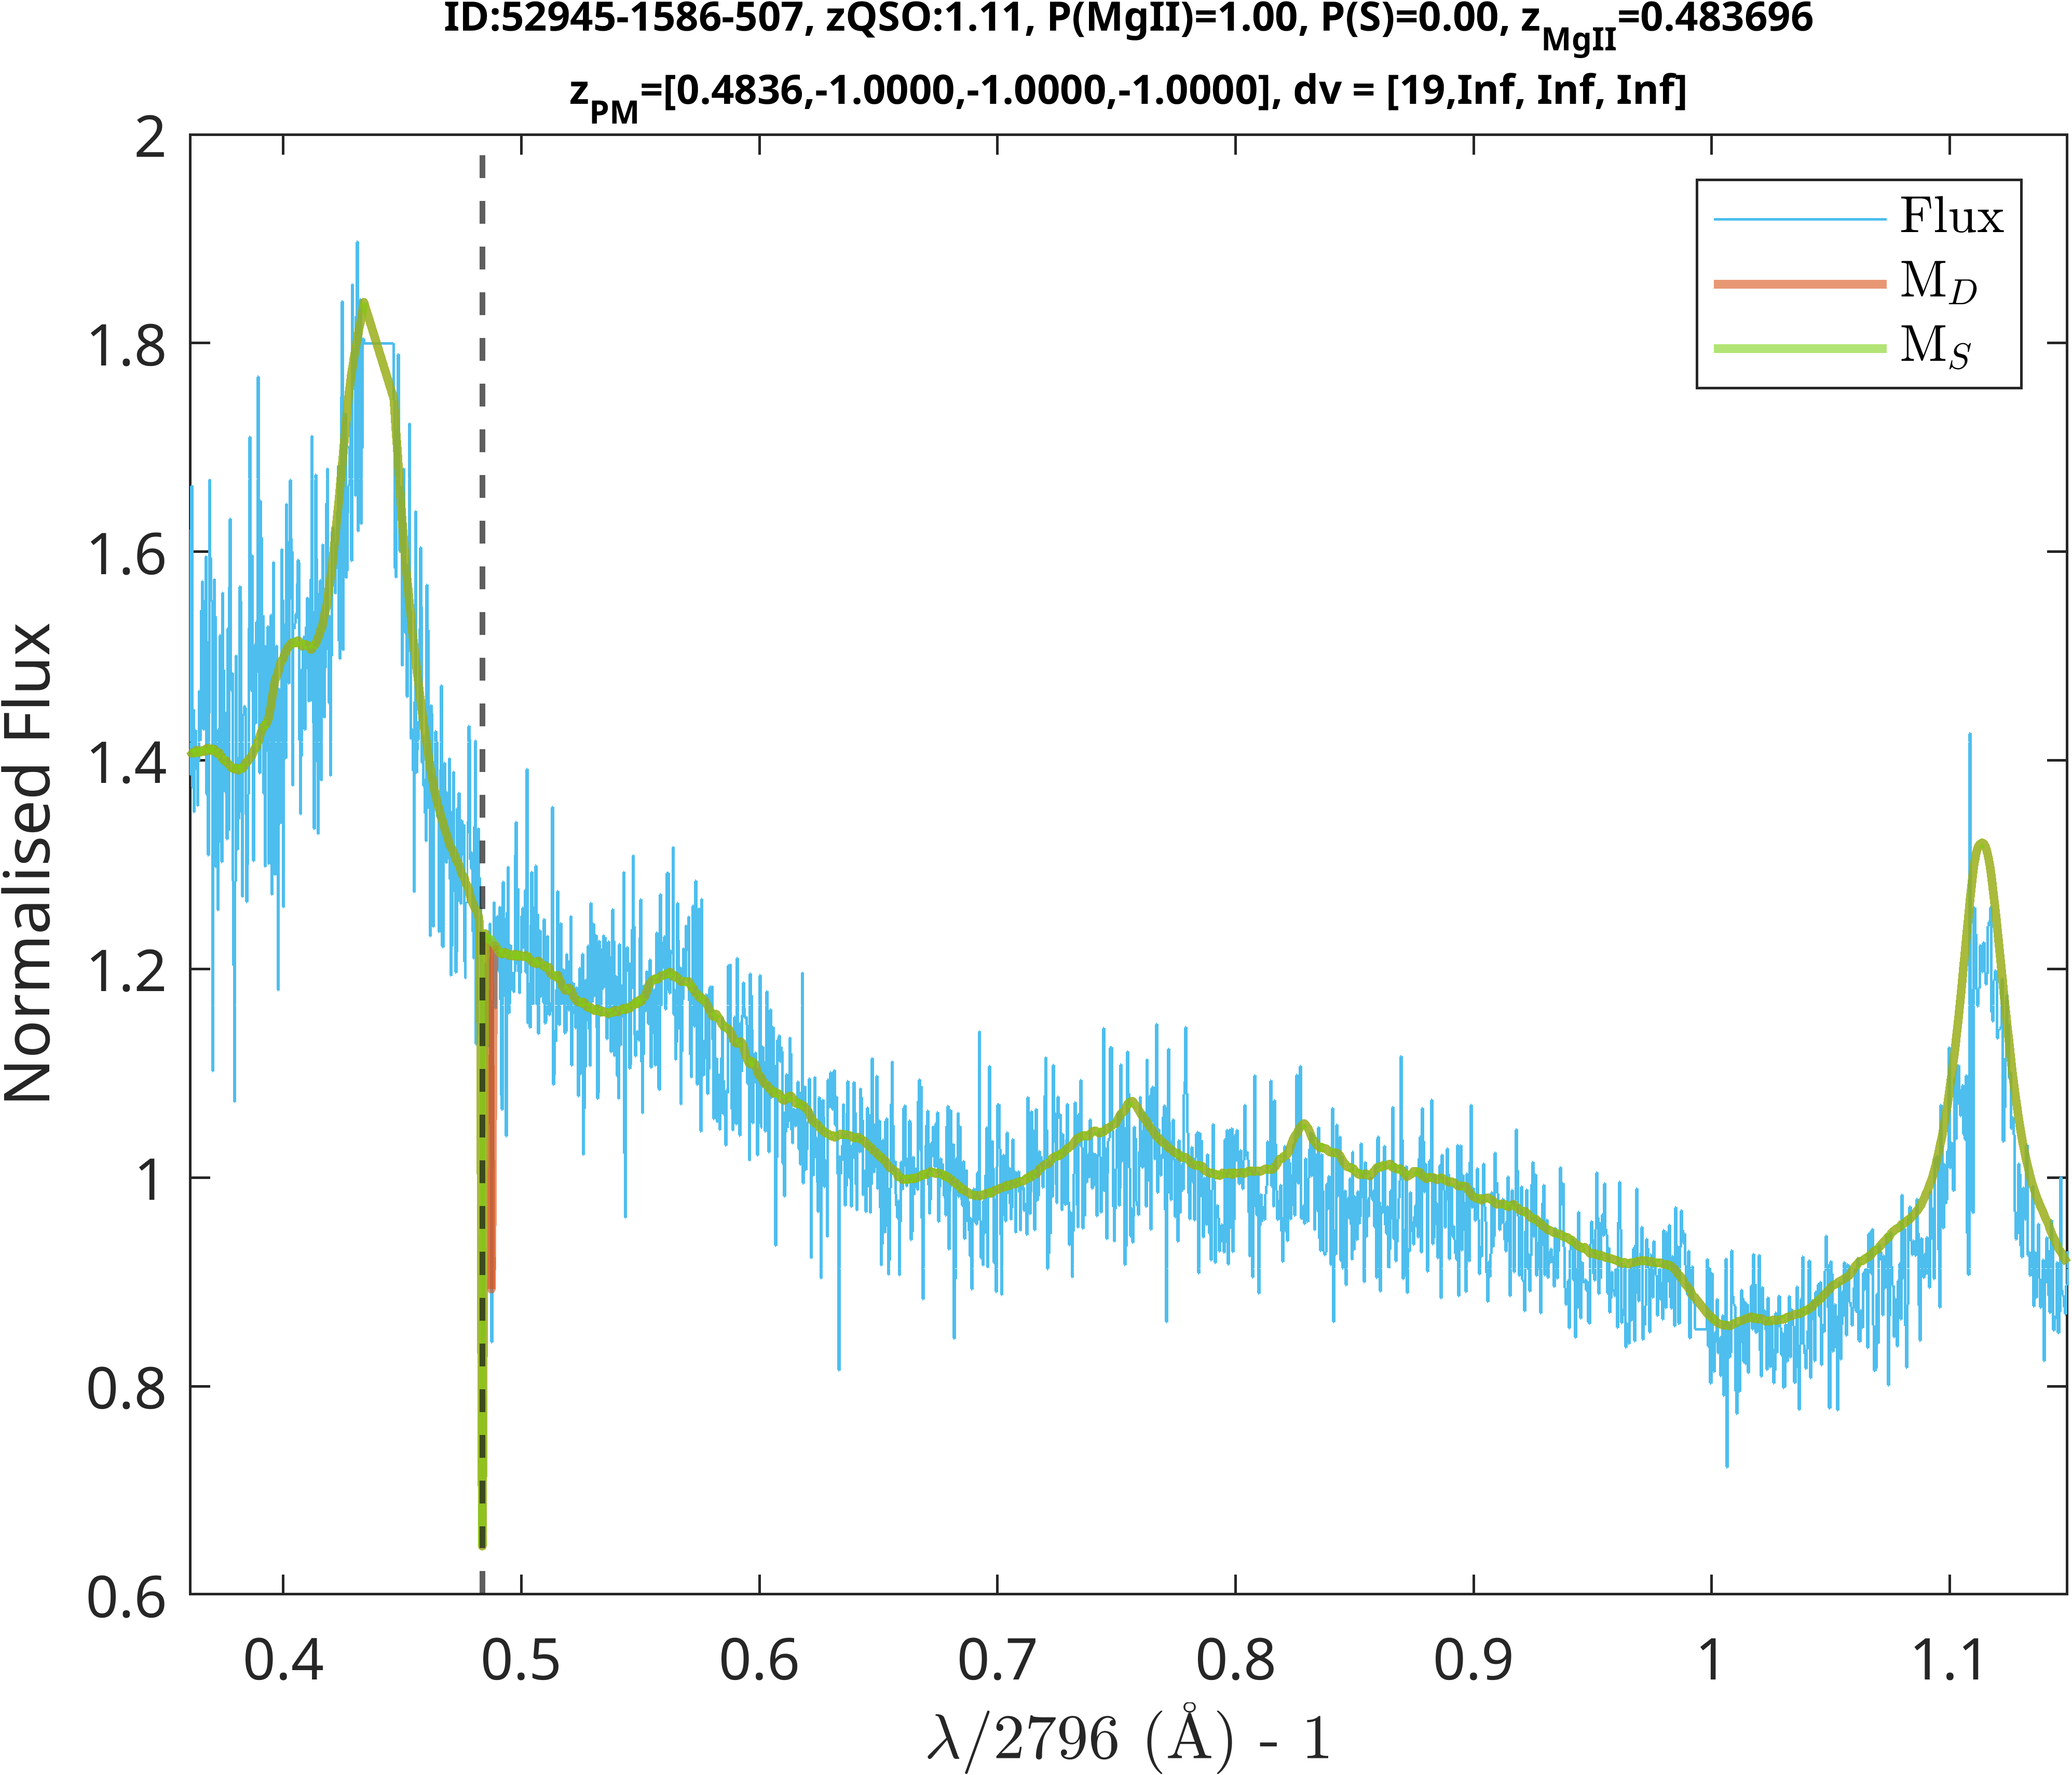 ID:52945-1586-507, zQSO:1.11, P(MgII)=1.00, P(S)=0.00, zMgII=0.483696
zPM=[0.4836,-1.0000,-1.0000,-1.0000], dv = [19,Inf, Inf, Inf]
Flux
MD
MS
Normalised Flux
2
1.8
1.6
1.4
1.2
1
0.8
0.6
0.4 0.5 0.6 0.7 0.8 0.9 1 1.1
λ/2796 (Å) - 1